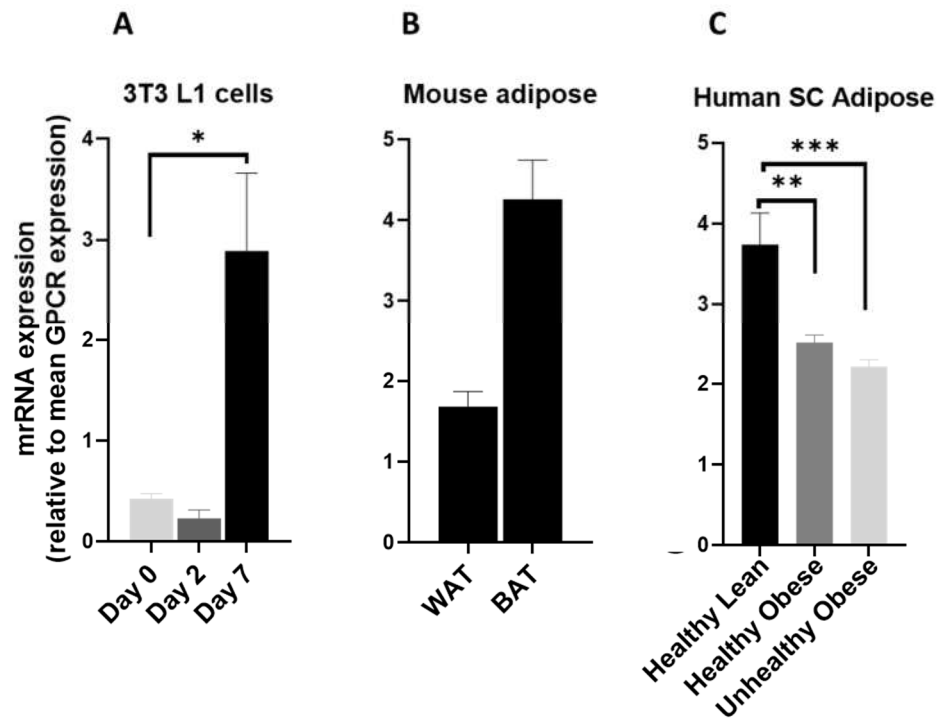 A
B
C
3T3 L1 cells
Mouse adipose
Human SC Adipose
mrRNA expression
(relative to mean GPCR expression)
4
3
2
1
0
*
Day 0
Day 2
Day 7
5
4
3
2
1
0
WAT
BAT
5
4
3
2
1
0
***
**
Healthy Lean
Healthy Obese
Unhealthy Obese